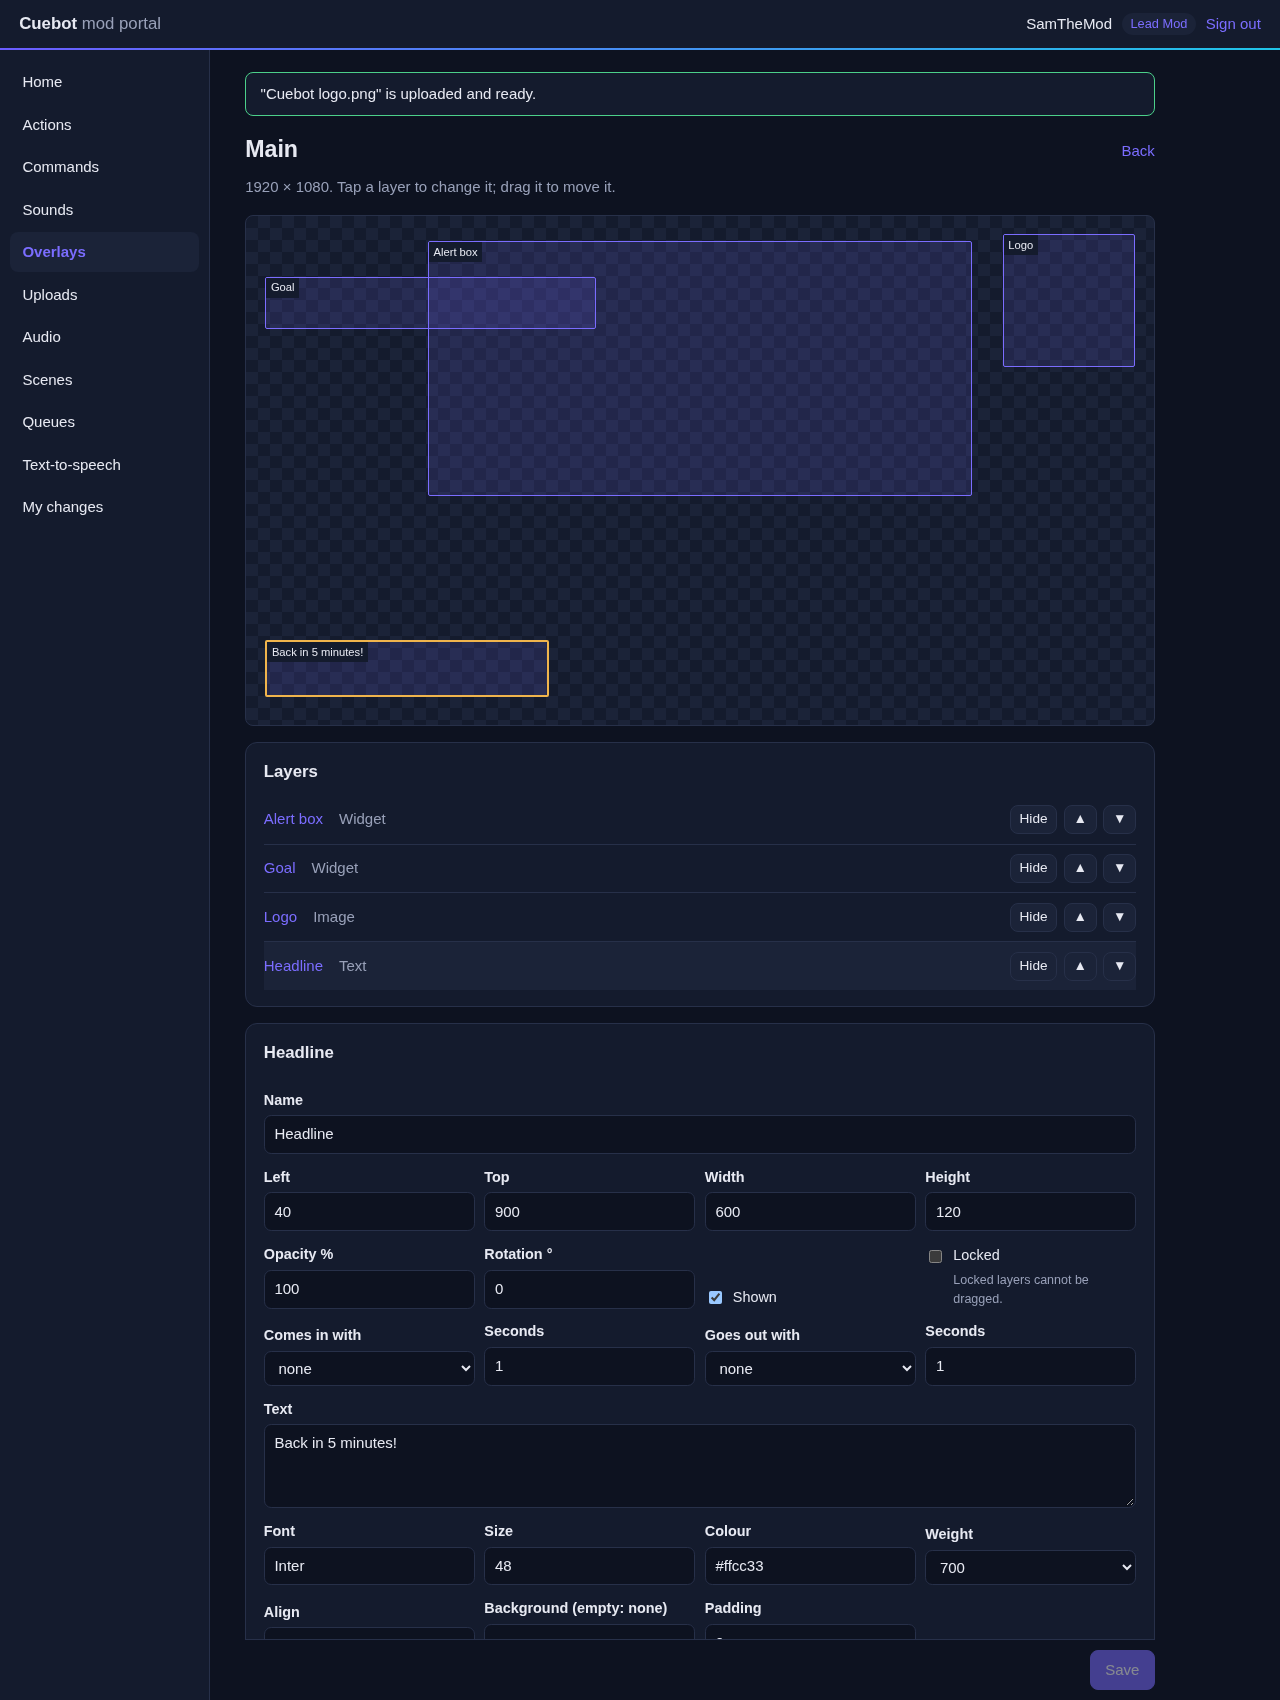 Cuebot mod portal
SamTheMod Lead Mod Sign out
Home
Actions
Commands
Sounds
Overlays
Uploads
Audio
Scenes
Queues
Text-to-speech
My changes
"Cuebot logo.png" is uploaded and ready.
Main
Back
1920 × 1080. Tap a layer to change it; drag it to move it.
Alert box
Logo
Goal
Back in 5 minutes!
Layers
Alert box Widget Hide ▲ ▼
Goal Widget Hide ▲ ▼
Logo Image Hide ▲ ▼
Headline Text Hide ▲ ▼
Headline
Name
Headline
Left Top Width Height
40 900 600 120
Opacity % Rotation ° Locked
100 0 Shown
Locked layers cannot be
dragged.
Comes in with Seconds Goes out with Seconds
none 1 none 1
Text
Back in 5 minutes!
Font Size Colour Weight
Inter 48 #ffcc33 700
Align Background (empty: none) Padding
Save